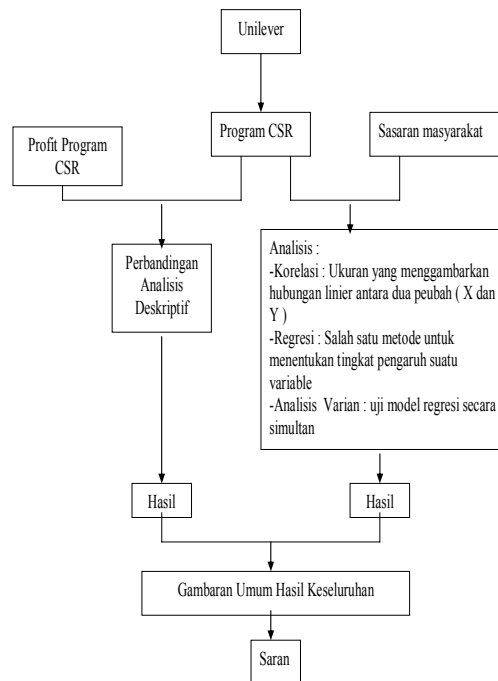 Unilever
Profit Program
CSR
Program CSR
Sasaran masyarakat
Perbandingan
Analisis
Deskriptif
Analisis :
-Korelasi : Ukuran yang menggambarkan
hubungan linier antara dua peubah ( X dan
Y )
-Regresi : Salah satu metode untuk
menentukan tingkat pengaruh suatu
variable
-Analisis Varian : uji model regresi secara
simultan
Hasil
Hasil
Gambaran Umum Hasil Keseluruhan
Saran